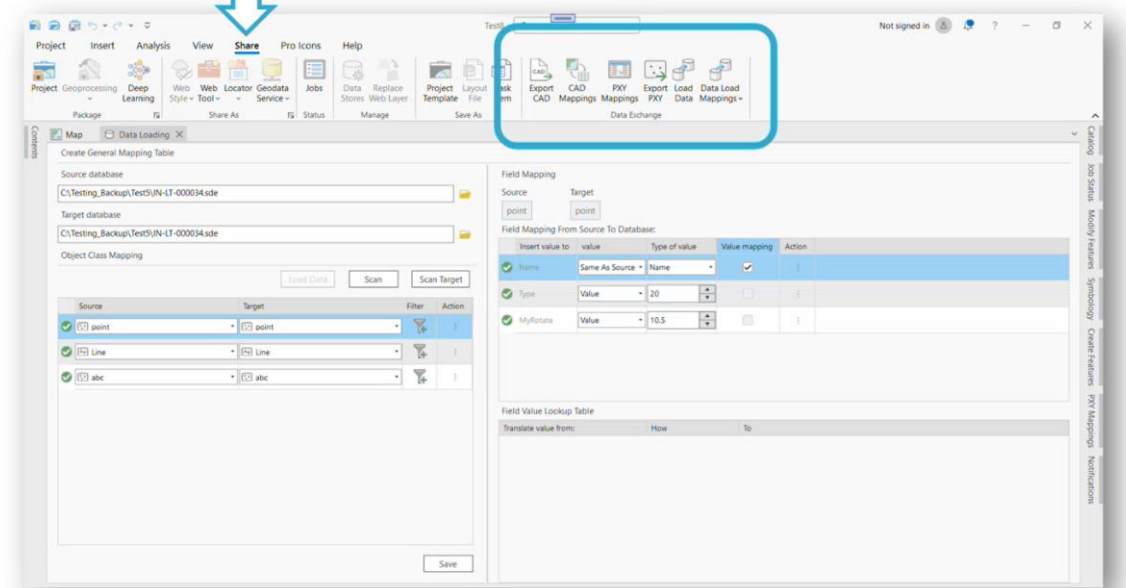 Test8
Not signed in
A
?
Project Insert Analysis View Share Pro Icons Help
Project Geoprocessing Deep Learning Web Style Web Tool Locator Geodata Service Jobs Data Stores Replace Web Layer Project Template Layout File Export CAD CAD Mappings PXY Mappings Export PXY Load Data Data Load Mappings
Package Share As Status Manage Save As Data Exchange
Contents
Map Data Loading
Create General Mapping Table
Source database
C:\Testing_Backup\Test5\IN-LT-000034.sde
Target database
C:\Testing_Backup\Test5\IN-LT-000034.sde
Object Class Mapping
Load Data Scan Scan Target
Source Target Filter Action
point point
Line Line
abc abc
Save
Field Mapping
Source Target
point point
Field Mapping From Source To Database:
Insert value to value Type of value Value mapping Action
Name Same As Source Name
Type Value 20
MyRotate Value 10.5
Field Value Lookup Table
Translate value from: How To
Catalog
Job Status
Modify Features
Symbology
Create Features
PXY Mappings
Notifications